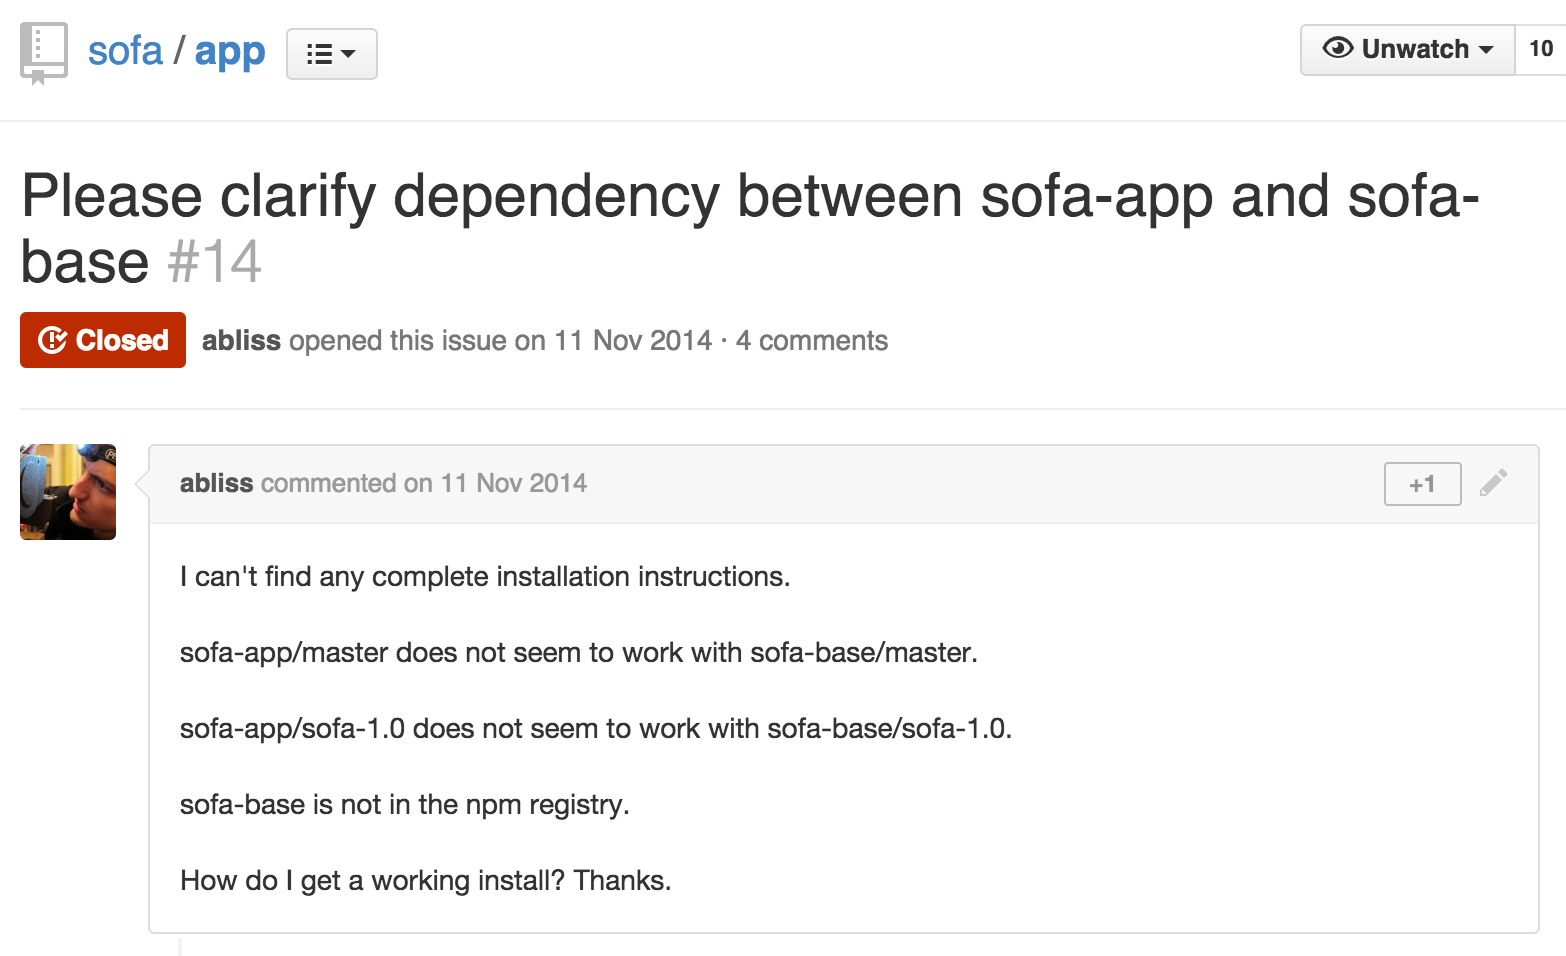 sofa / app
Unwatch 10
Please clarify dependency between sofa-app and sofa-
base #14
Closed abliss opened this issue on 11 Nov 2014 · 4 comments
abliss commented on 11 Nov 2014 +1
I can't find any complete installation instructions.
sofa-app/master does not seem to work with sofa-base/master.
sofa-app/sofa-1.0 does not seem to work with sofa-base/sofa-1.0.
sofa-base is not in the npm registry.
How do I get a working install? Thanks.